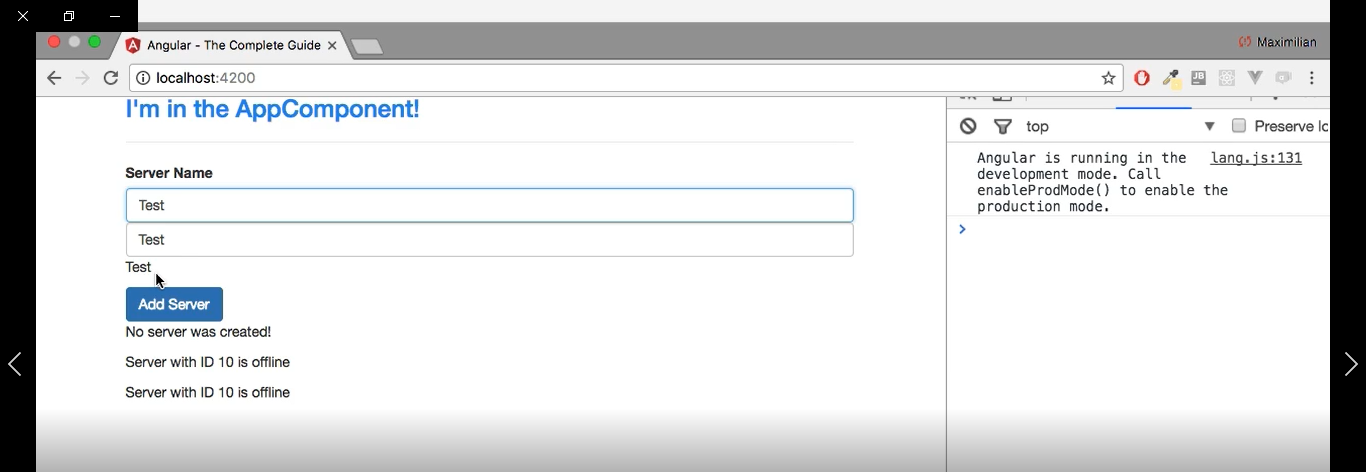 Angular - The Complete Guide
Maximilian
localhost:4200
I'm in the AppComponent!
Server Name
Test
Test
Test
Add Server
No server was created!
Server with ID 10 is offline
Server with ID 10 is offline
top
Preserve lo
Angular is running in the lang.js:131
development mode. Call
enableProdMode() to enable the
production mode.